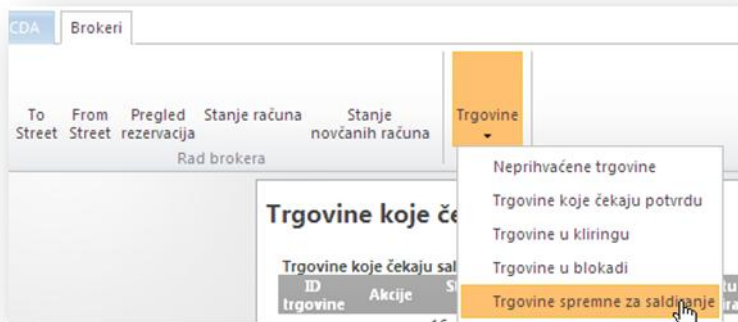 CDA Brokeri
To Street From Street Pregled rezervacija Stanje računa Stanje novčanih računa Trgovine
Rad brokera
Neprihvaćene trgovine
Trgovine koje čekaju potvrdu
Trgovine u kliringu
Trgovine u blokadi
Trgovine spremne za saldiranje
Trgovine koje
Trgovine koje čekaju
ID trgovine Akcije